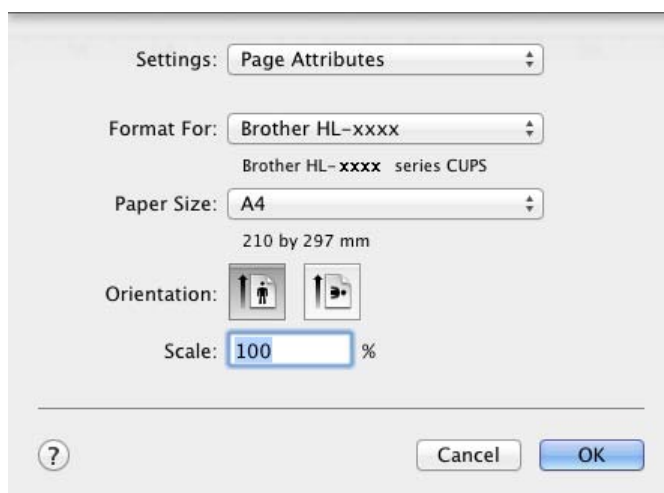 Settings: Page Attributes
Format For: Brother HL-xxxx
Brother HL-xxxx series CUPS
Paper Size: A4
210 by 297 mm
Orientation:
Scale: 100 %
? Cancel OK